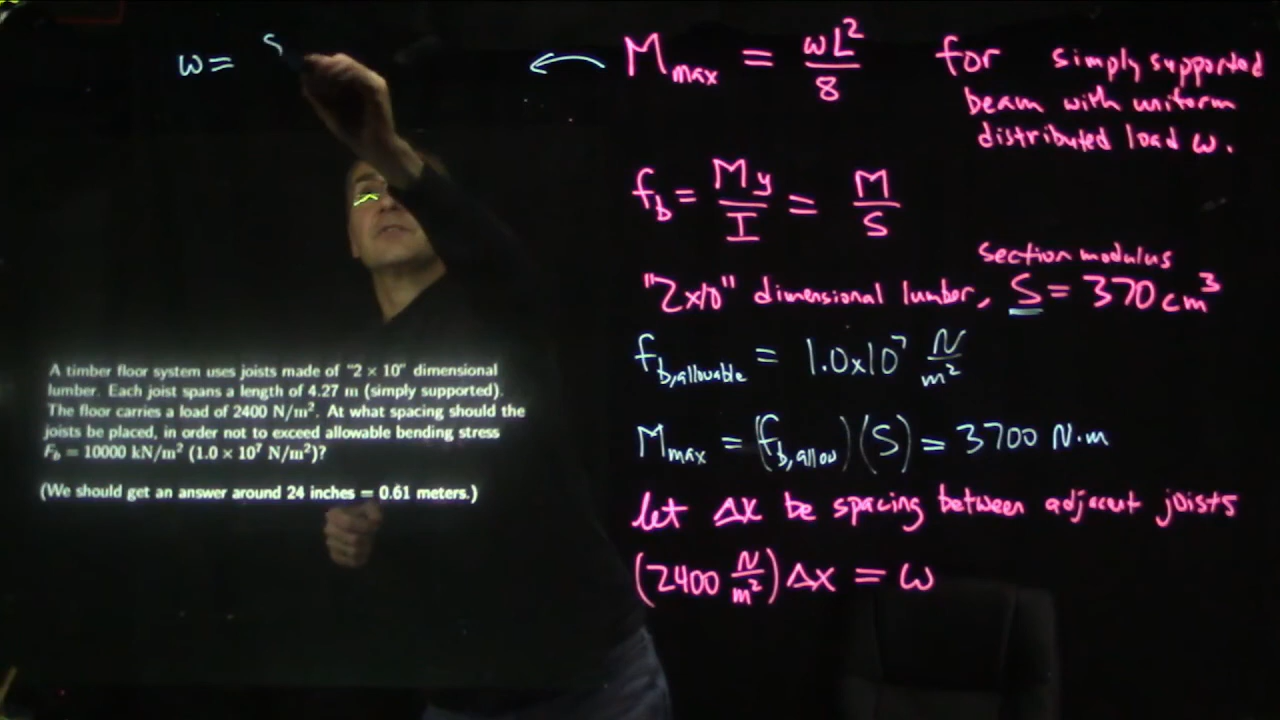 ω =
M_max = ωL²/8 for simply supported
beam with uniform
distributed load ω.
f_b = My/I = M/S
section modulus
"2x10" dimensional lumber, S = 370 cm³
f_b,allowable = 1.0x10⁷ N/m²
M_max = (f_b,allow)(S) = 3700 N·m
let Δx be spacing between adjacent joists
(2400 N/m²) Δx = ω
A timber floor system uses joists made of "2 × 10" dimensional
lumber. Each joist spans a length of 4.27 m (simply supported).
The floor carries a load of 2400 N/m². At what spacing should the
joists be placed, in order not to exceed allowable bending stress
F_b = 10000 kN/m² (1.0 × 10⁷ N/m²)?
(We should get an answer around 24 inches = 0.61 meters.)